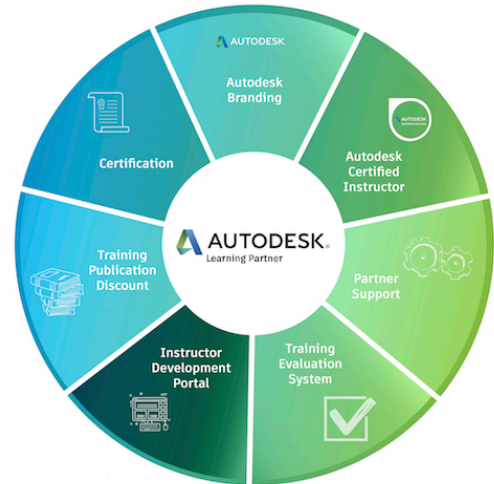 AUTODESK
Autodesk
Branding
Autodesk
Certified
Instructor
Partner
Support
Training
Evaluation
System
Instructor
Development
Portal
Training
Publication
Discount
Certification
AUTODESK®
Learning Partner